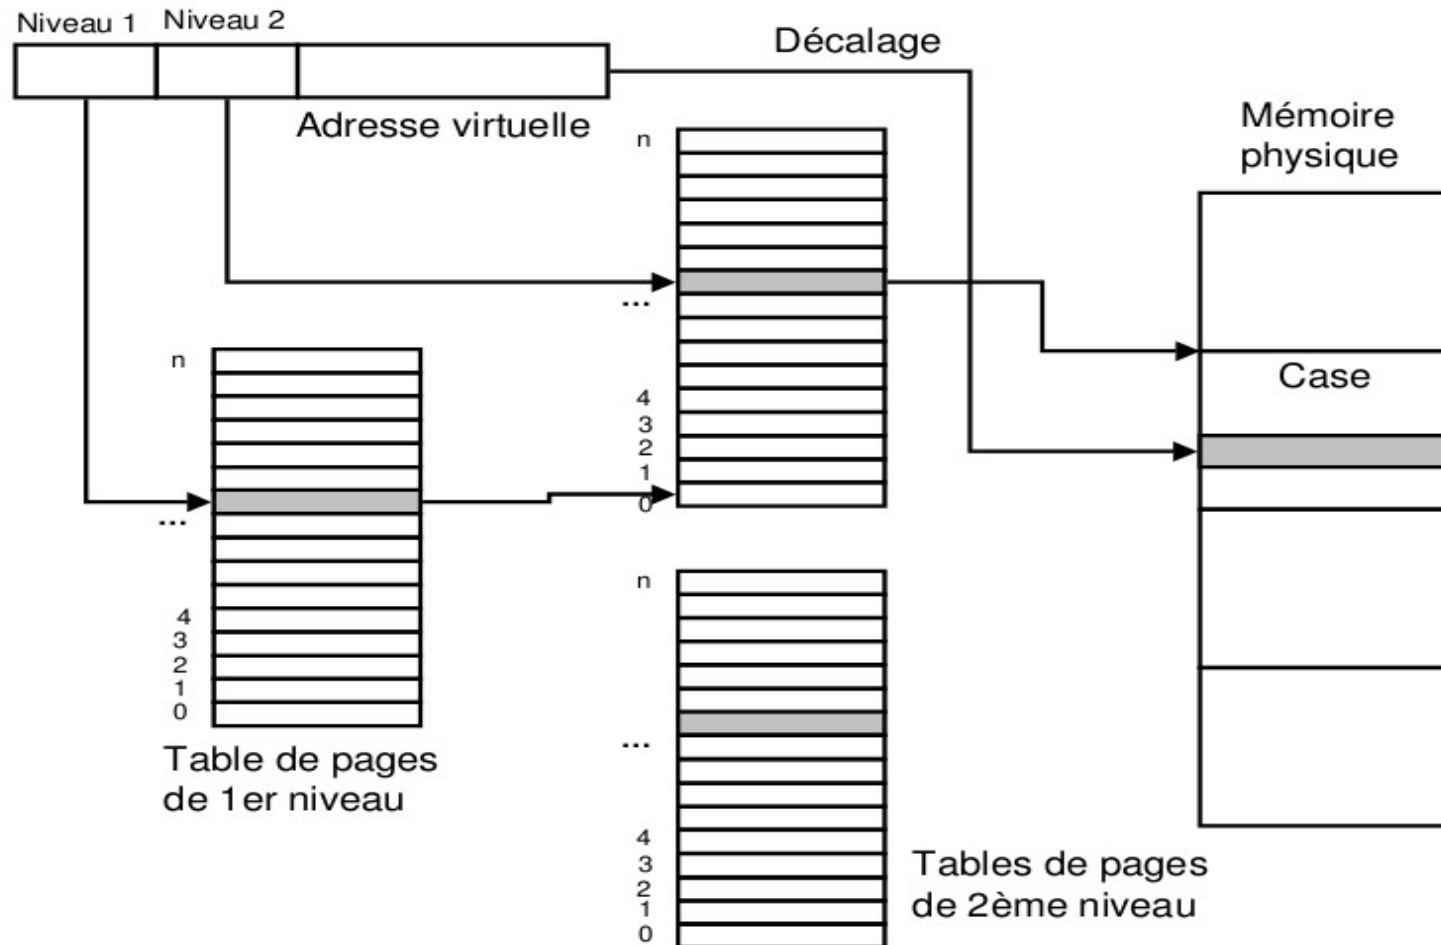 Niveau 1
Niveau 2
Décalage
Adresse virtuelle
Mémoire
physique
n
...
4
3
2
1
0
Case
n
...
4
3
2
1
0
Table de pages
de 1er niveau
n
...
4
3
2
1
0
Tables de pages
de 2ème niveau